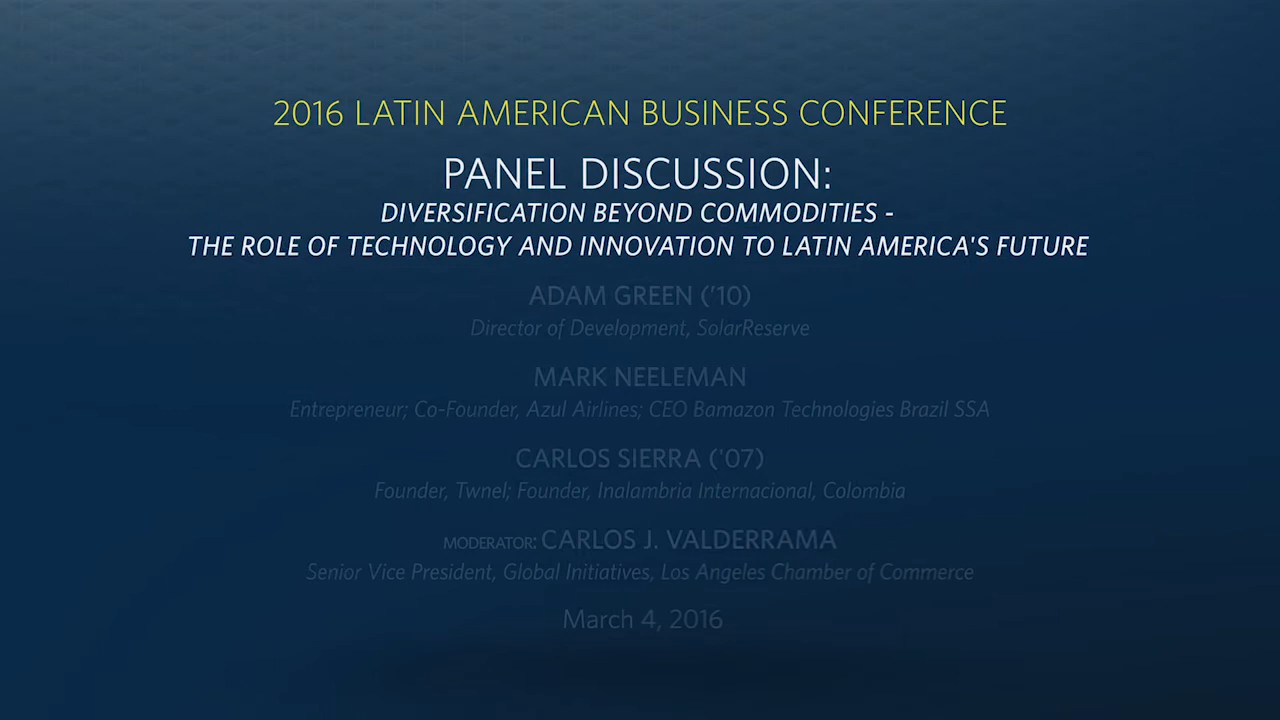 2016 LATIN AMERICAN BUSINESS CONFERENCE
PANEL DISCUSSION:
DIVERSIFICATION BEYOND COMMODITIES -
THE ROLE OF TECHNOLOGY AND INNOVATION TO LATIN AMERICA'S FUTURE
ADAM GREEN ('10)
Director of Development, SolarReserve
MARK NEELEMAN
Entrepreneur; Co-Founder, Azul Airlines; CEO Bamazon Technologies Brazil SSA
CARLOS SIERRA ('07)
Founder, Twnel; Founder, Inalambria Internacional, Colombia
MODERATOR: CARLOS J. VALDERRAMA
Senior Vice President, Global Initiatives, Los Angeles Chamber of Commerce
March 4, 2016